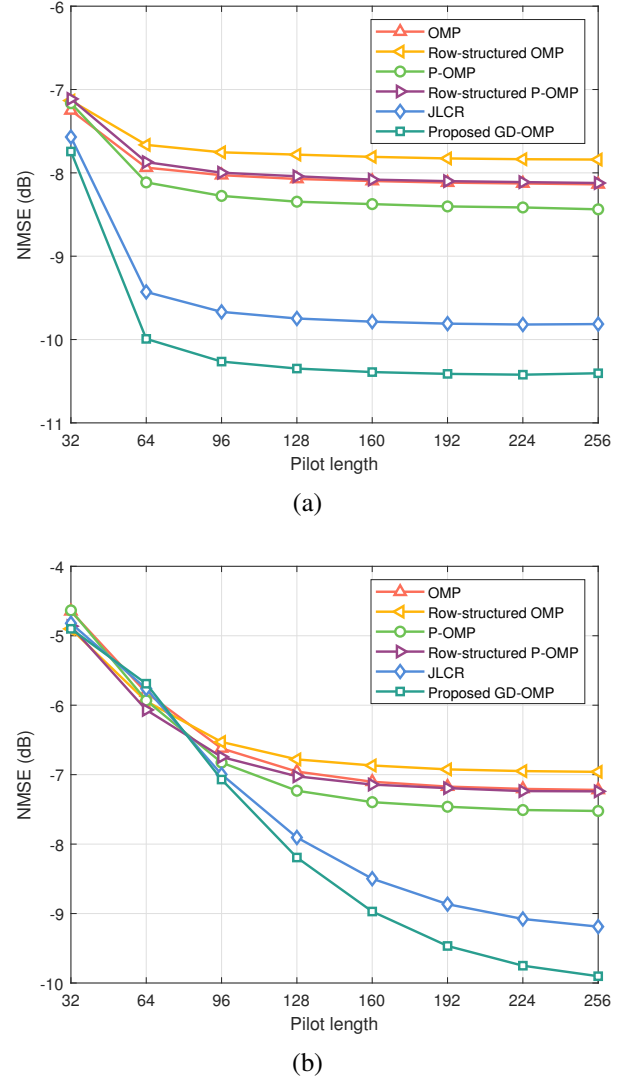 -6
-7
-8
-9
-10
-11
NMSE (dB)
OMP
Row-structured OMP
P-OMP
Row-structured P-OMP
JLCR
Proposed GD-OMP
32 64 96 128 160 192 224 256
Pilot length
(a)
-4
-5
-6
-7
-8
-9
-10
NMSE (dB)
OMP
Row-structured OMP
P-OMP
Row-structured P-OMP
JLCR
Proposed GD-OMP
32 64 96 128 160 192 224 256
Pilot length
(b)